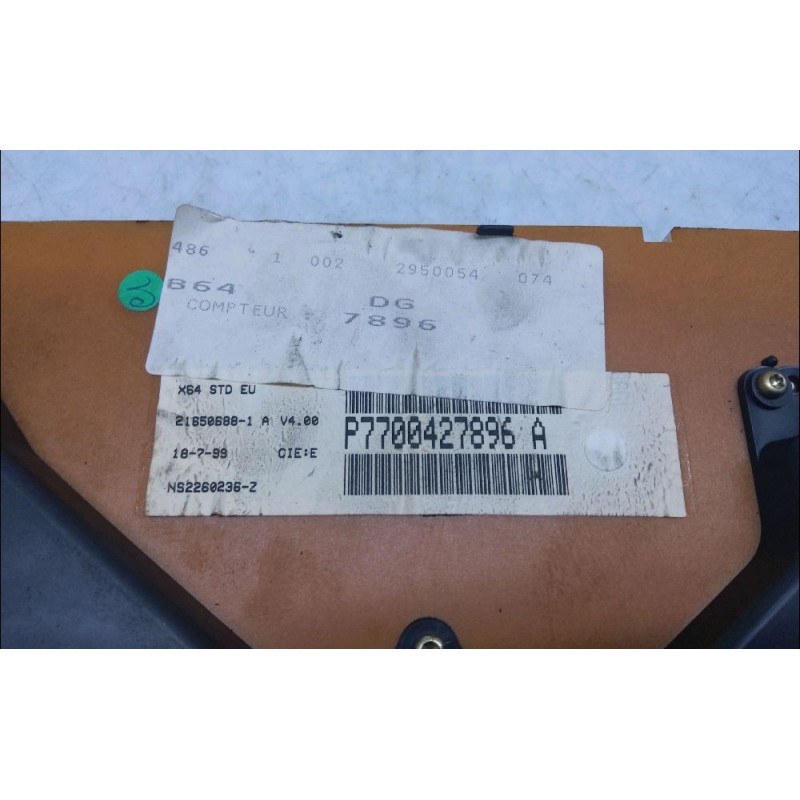 486 1 002 2950054 074
B64 DG
COMPTEUR 7896
X64 STD EU
21650688-1 A V4.00
P7700427896 A
18-7-99 CIE:E
NS2260236-Z